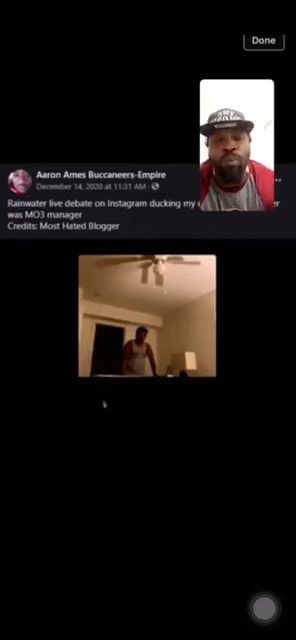 Done
Aaron Ames Buccaneers-Empire
December 14, 2020 at 11:31 AM ·
Rainwater live debate on Instagram ducking my
was MO3 manager
Credits: Most Hated Blogger